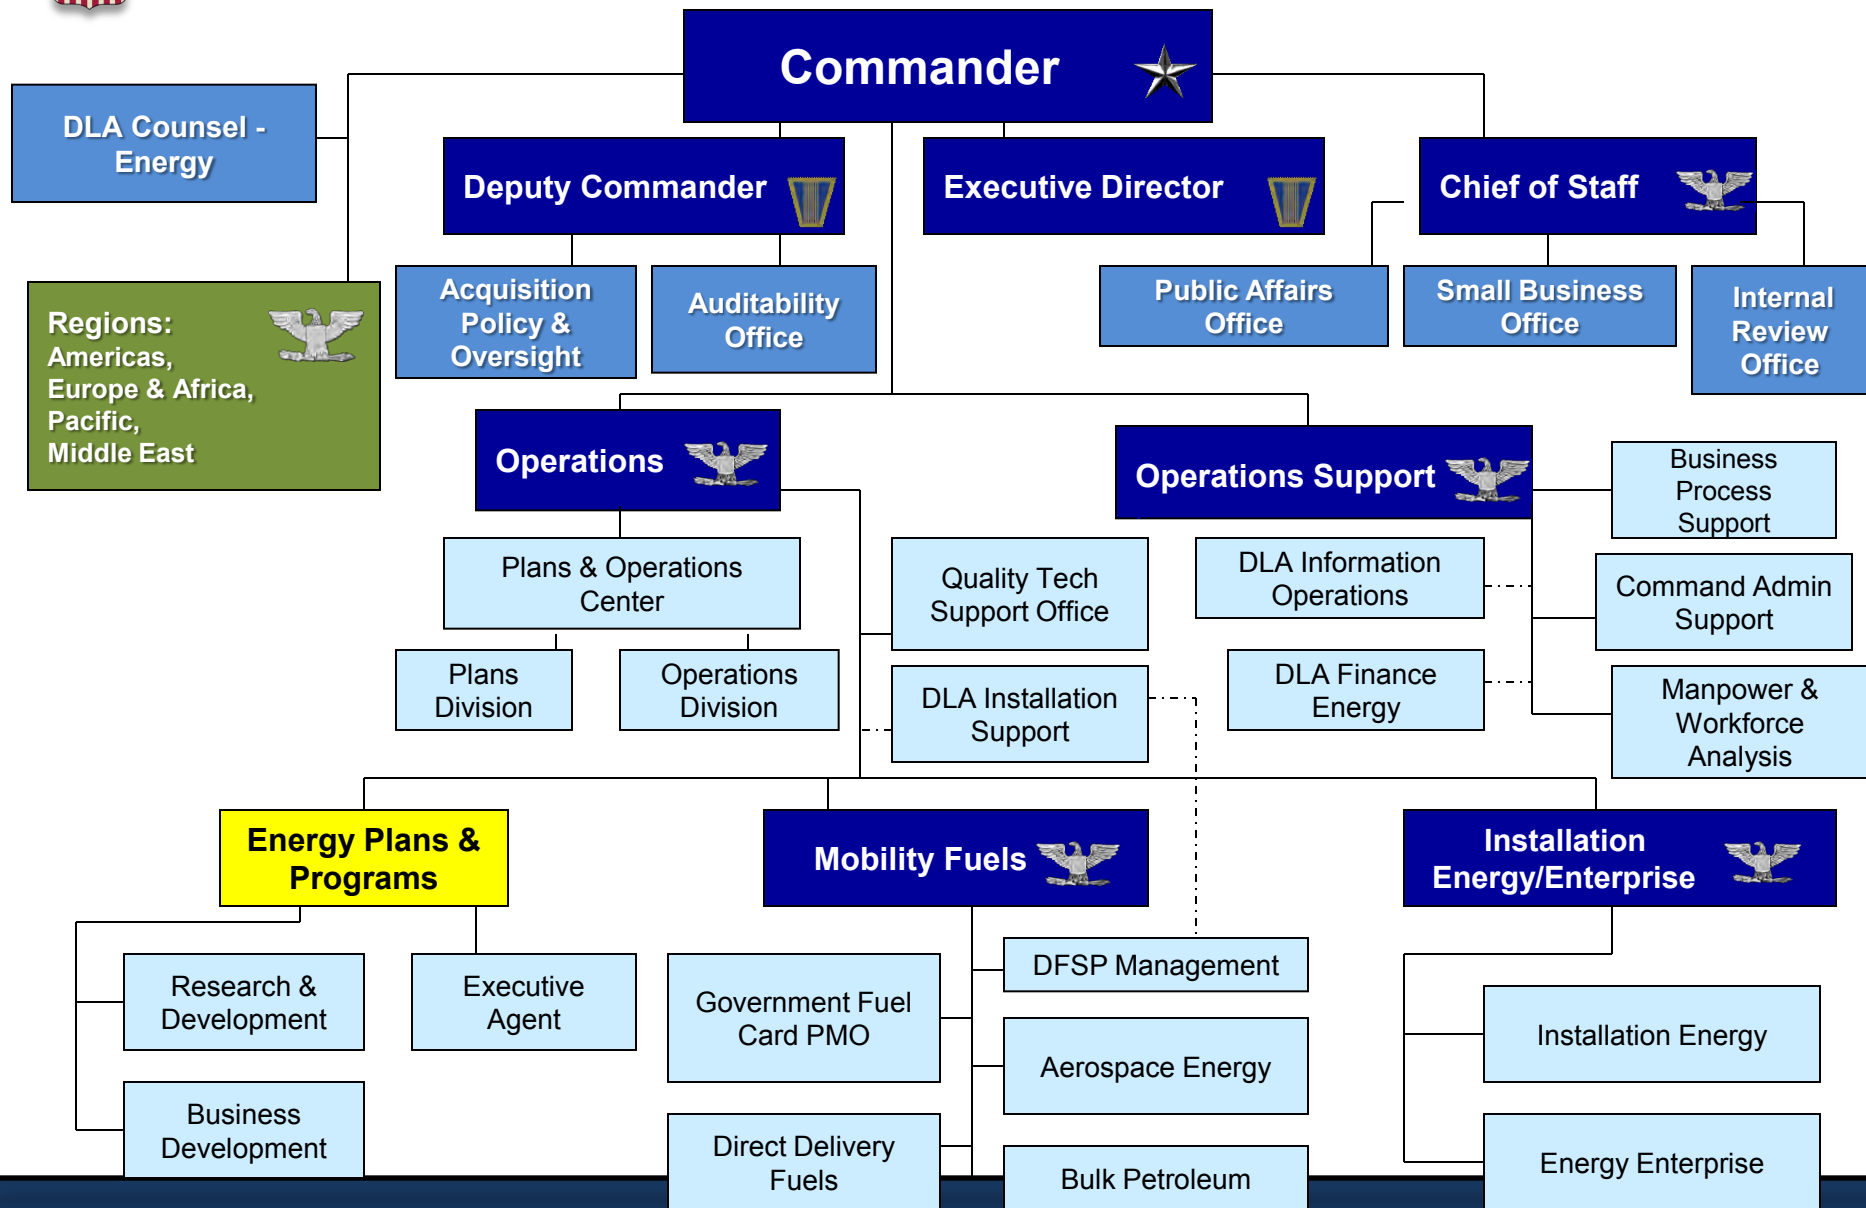 Commander
DLA Counsel -
Energy
Deputy Commander
Executive Director
Chief of Staff
Acquisition
Policy &
Oversight
Auditability
Office
Public Affairs
Office
Small Business
Office
Internal
Review
Office
Regions:
Americas,
Europe & Africa,
Pacific,
Middle East
Operations
Operations Support
Business
Process
Support
Plans & Operations
Center
Quality Tech
Support Office
DLA Information
Operations
Command Admin
Support
Plans
Division
Operations
Division
DLA Installation
Support
DLA Finance
Energy
Manpower &
Workforce
Analysis
Energy Plans &
Programs
Mobility Fuels
Installation
Energy/Enterprise
Research &
Development
Executive
Agent
Government Fuel
Card PMO
DFSP Management
Aerospace Energy
Installation Energy
Business
Development
Direct Delivery
Fuels
Bulk Petroleum
Energy Enterprise